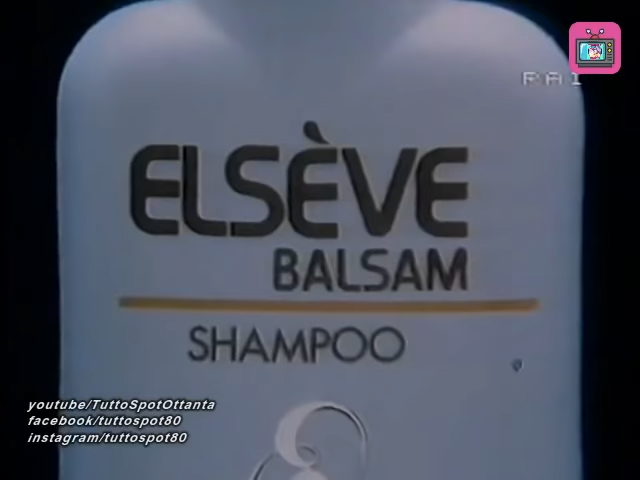 RAI
ELSÈVE
BALSAM
SHAMPOO
youtube/TuttoSpotOttanta
facebook/tuttospot80
instagram/tuttospot80